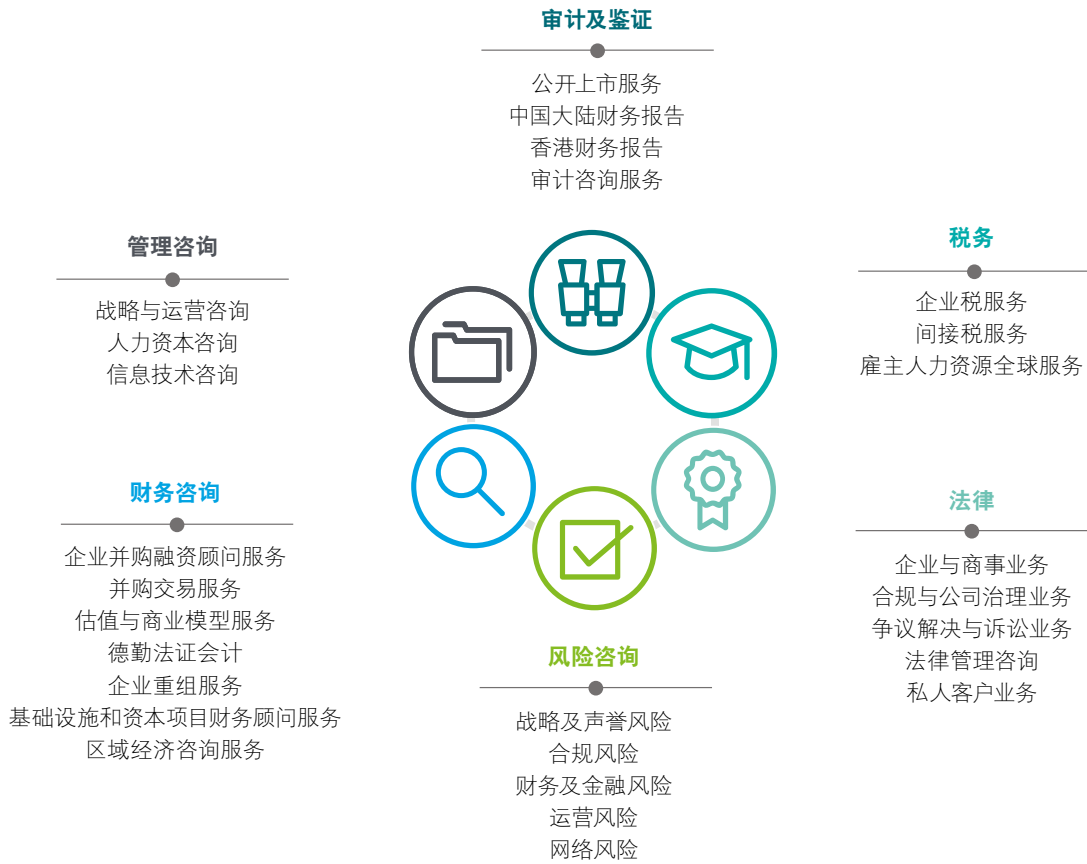 审计及鉴证
公开上市服务
中国大陆财务报告
香港财务报告
审计咨询服务
管理咨询
战略与运营咨询
人力资本咨询
信息技术咨询
税务
企业税服务
间接税服务
雇主人力资源全球服务
财务咨询
企业并购融资顾问服务
并购交易服务
估值与商业模型服务
德勤法证会计
企业重组服务
基础设施和资本项目财务顾问服务
区域经济咨询服务
法律
企业与商事业务
合规与公司治理业务
争议解决与诉讼业务
法律管理咨询
私人客户业务
风险咨询
战略及声誉风险
合规风险
财务及金融风险
运营风险
网络风险